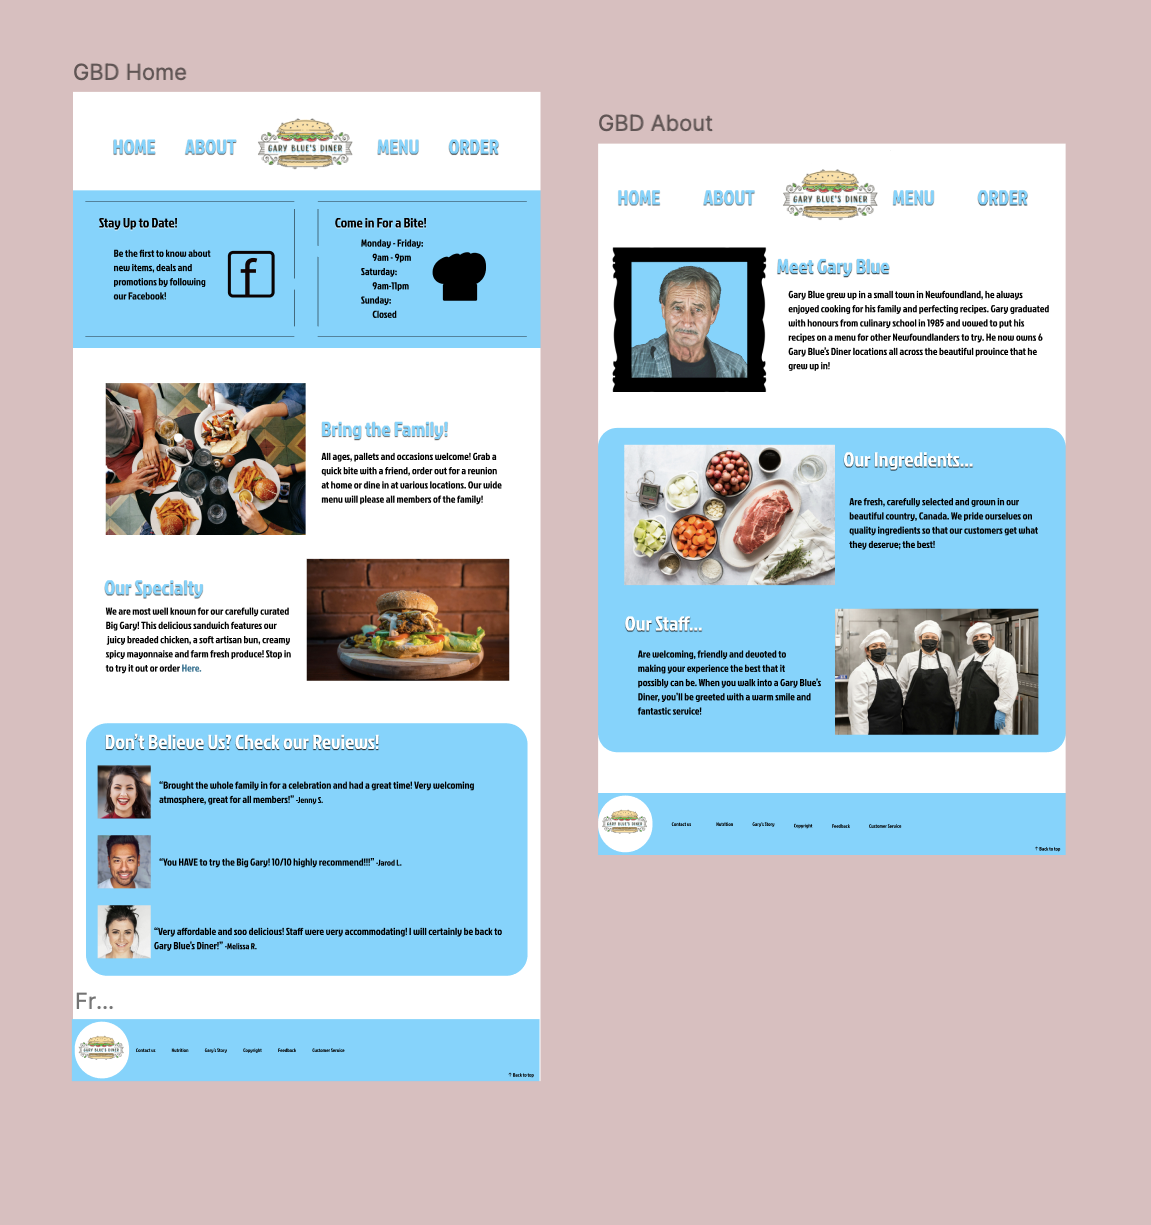 GBD Home
HOME
ABOUT
GARY BLUE'S DINER
MENU
ORDER
Stay Up to Date!
Be the first to know about
new items, deals and
promotions by following
our Facebook!
f
Come in For a Bite!
Monday - Friday:
9am - 9pm
Saturday:
9am-11pm
Sunday:
Closed
Bring the Family!
All ages, pallets and occasions welcome! Grab a
quick bite with a friend, order out for a reunion
at home or dine in at various locations. Our wide
menu will please all members of the family!
Our Specialty
We are most well known for our carefully curated
Big Gary! This delicious sandwich features our
juicy breaded chicken, a soft artisan bun, creamy
spicy mayonnaise and farm fresh produce! Stop in
to try it out or order Here.
Don't Believe Us? Check our Reviews!
"Brought the whole family in for a celebration and had a great time! Very welcoming
atmosphere, great for all members!" -Jenny S.
"You HAVE to try the Big Gary! 10/10 highly recommend!!!" -Jarod L.
"Very affordable and soo delicious! Staff were very accommodating! I will certainly be back to
Gary Blue's Diner!" -Melissa R.
Fr...
GARY BLUE'S DINER
Contact us
Nutrition
Gary's Story
Copyright
Feedback
Customer Service
↑ Back to top
GBD About
HOME
ABOUT
GARY BLUE'S DINER
MENU
ORDER
Meet Gary Blue
Gary Blue grew up in a small town in Newfoundland, he always
enjoyed cooking for his family and perfecting recipes. Gary graduated
with honours from culinary school in 1985 and vowed to put his
recipes on a menu for other Newfoundlanders to try. He now owns 6
Gary Blue's Diner locations all across the beautiful province that he
grew up in!
Our Ingredients...
Are fresh, carefully selected and grown in our
beautiful country, Canada. We pride ourselves on
quality ingredients so that our customers get what
they deserve; the best!
Our Staff...
Are welcoming, friendly and devoted to
making your experience the best that it
possibly can be. When you walk into a Gary Blue's
Diner, you'll be greeted with a warm smile and
fantastic service!
GARY BLUE'S DINER
Contact us
Nutrition
Gary's Story
Copyright
Feedback
Customer Service
↑ Back to top